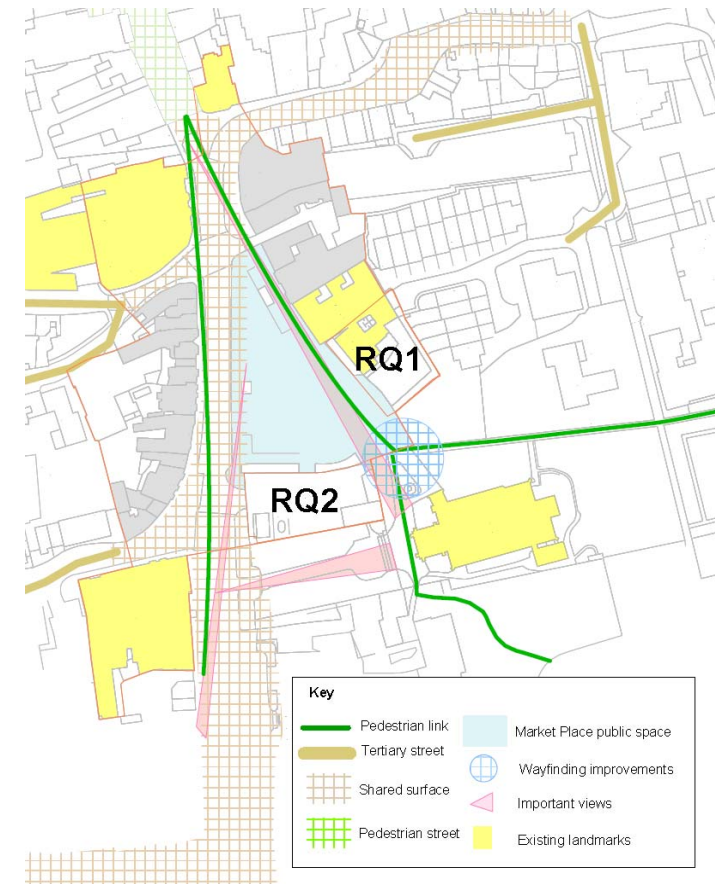 RQ1
RQ2
Key
Pedestrian link
Tertiary street
Shared surface
Pedestrian street
Market Place public space
Wayfinding improvements
Important views
Existing landmarks